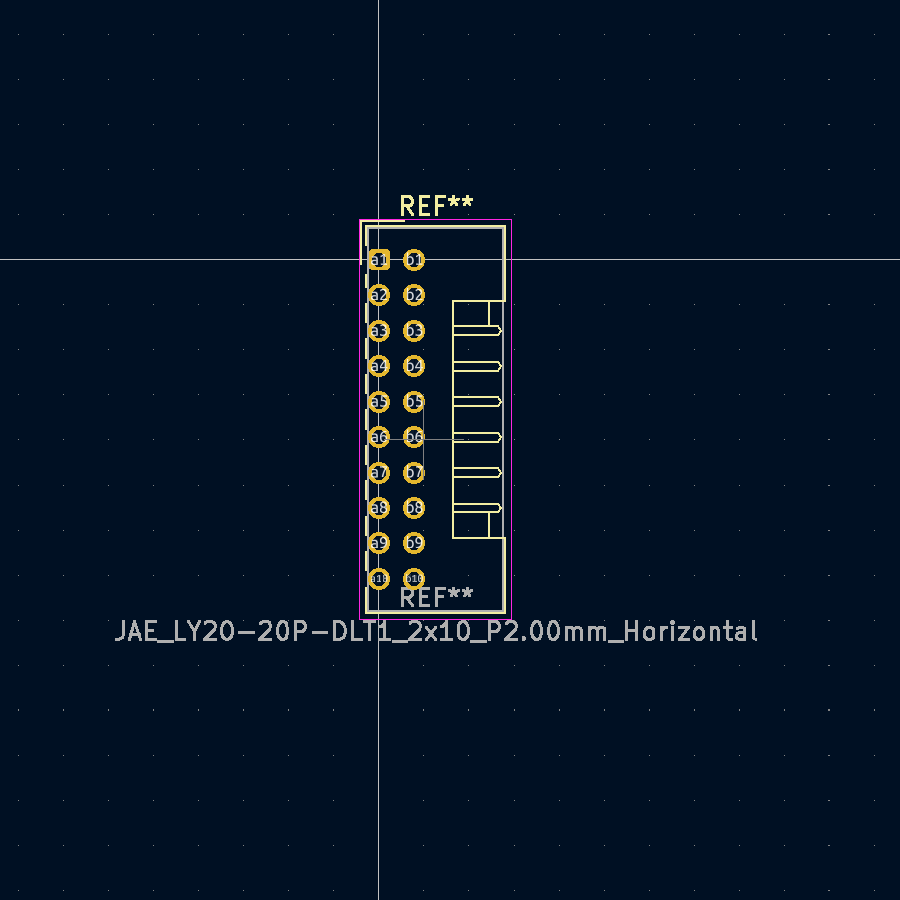 REF**
a1 b1
a2 b2
a3 b3
a4 b4
a5 b5
a6 b6
a7 b7
a8 b8
a9 b9
a10 b10
REF**
JAE_LY20-20P-DLT1_2x10_P2.00mm_Horizontal